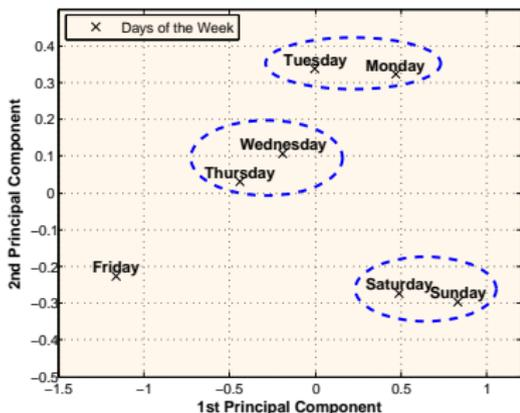 Days of the Week
0.4
0.3
0.2
0.1
0
−0.1
−0.2
−0.3
−0.4
−0.5
2nd Principal Component
Tuesday
Monday
Wednesday
Thursday
Friday
Saturday
Sunday
−1.5
−1
−0.5
0
0.5
1
1st Principal Component